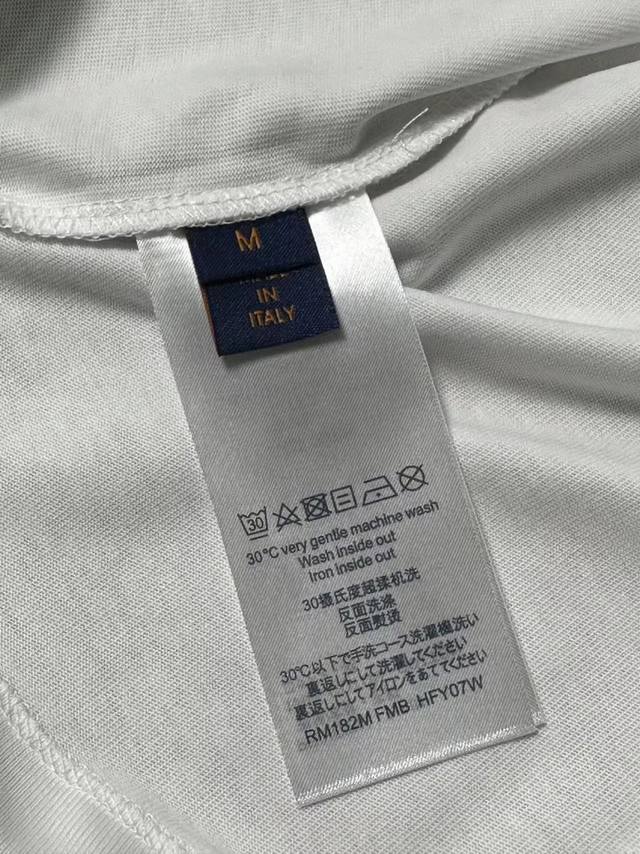 M
MADE
IN
ITALY
30
30°C very gentle machine wash
Wash inside out
Iron inside out
30摄氏度超揉机洗
反面洗涤
反面熨烫
30℃以下で手洗コース洗濯機洗い
裏返しにして洗濯してください
裏返しにしてアイロンをあててください
RM182M FMB HFY07W